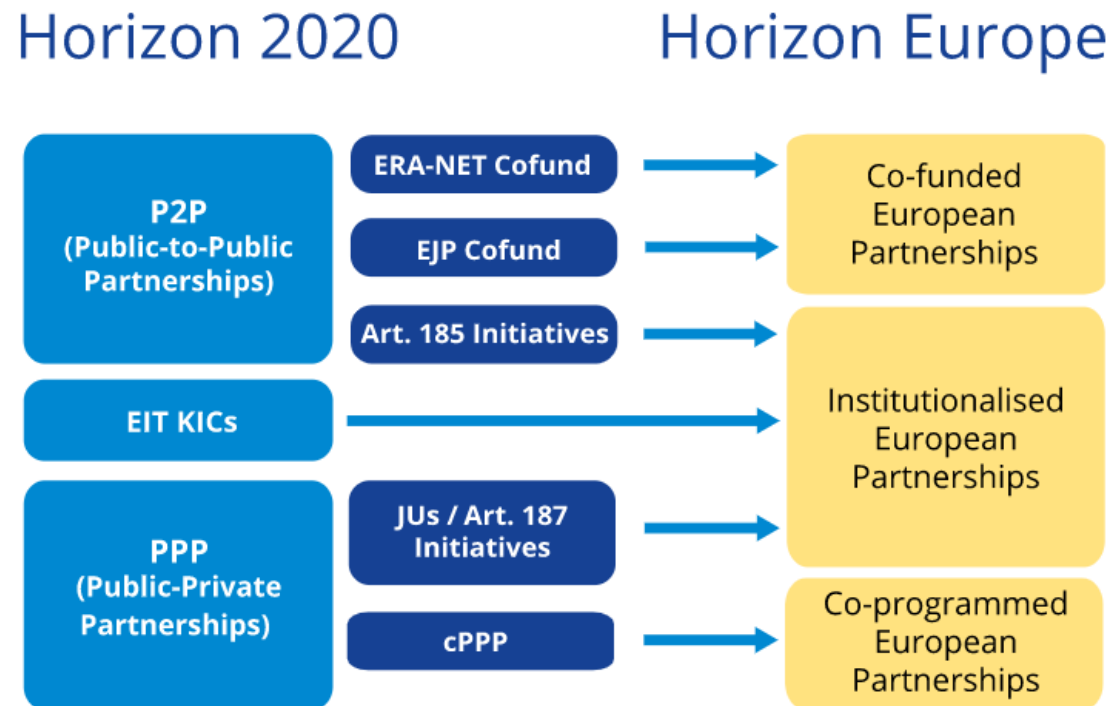 Horizon 2020
Horizon Europe
P2P
(Public-to-Public
Partnerships)
ERA-NET Cofund
EJP Cofund
Art. 185 Initiatives
Co-funded
European
Partnerships
EIT KICs
Institutionalised
European
Partnerships
PPP
(Public-Private
Partnerships)
JUs / Art. 187
Initiatives
cPPP
Co-programmed
European
Partnerships